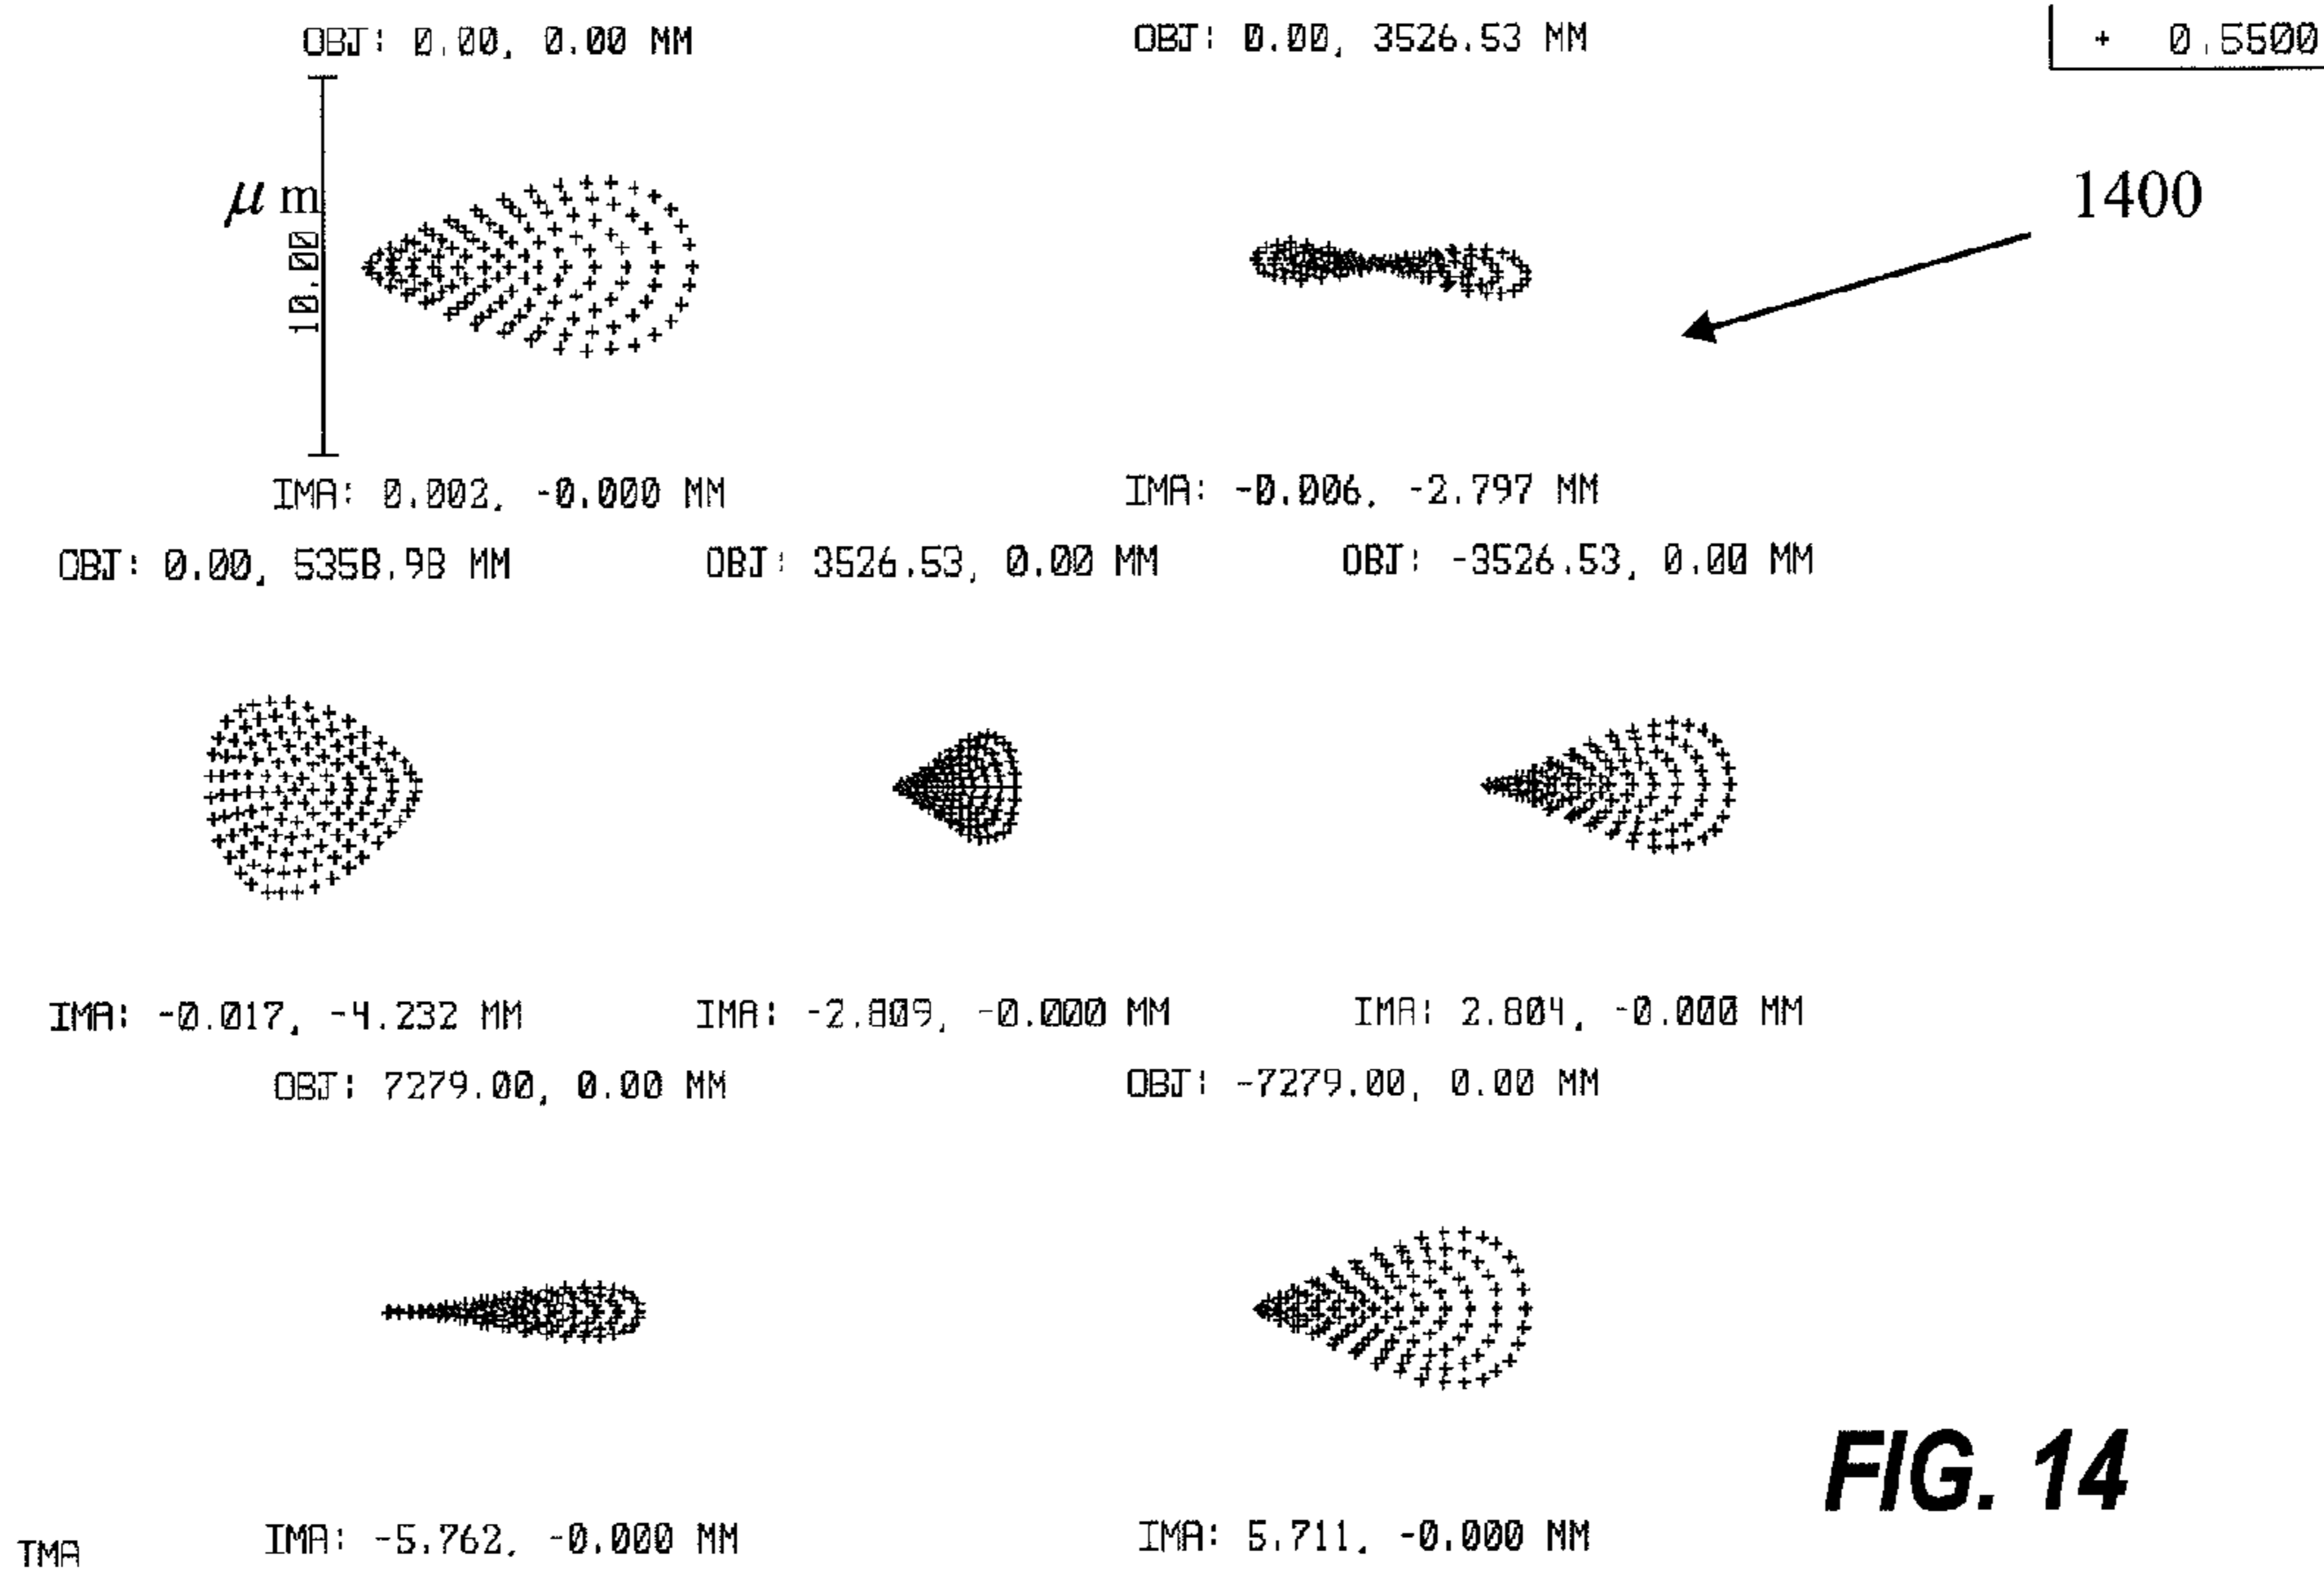 OBJ: 0.00, 0.00 MM
OBJ: 0.00, 3526.53 MM
+ 0.5500
1400
μm
10.00
IMA: 0.002, -0.000 MM
IMA: -0.006, -2.797 MM
OBJ: 0.00, 5358.98 MM
OBJ: 3526.53, 0.00 MM
OBJ: -3526.53, 0.00 MM
IMA: -0.017, -4.232 MM
IMA: -2.809, -0.000 MM
IMA: 2.804, -0.000 MM
OBJ: 7279.00, 0.00 MM
OBJ: -7279.00, 0.00 MM
FIG. 14
IMA: -5.762, -0.000 MM
IMA: 5.711, -0.000 MM
TMA